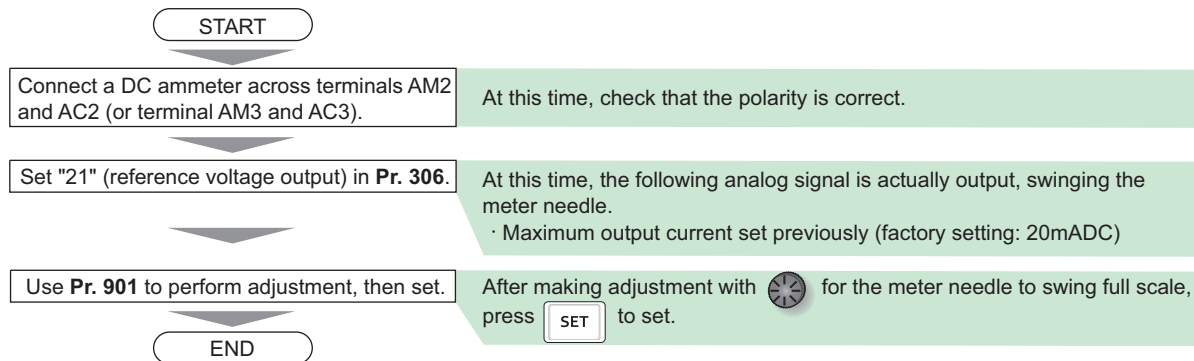 START
Connect a DC ammeter across terminals AM2
and AC2 (or terminal AM3 and AC3).
At this time, check that the polarity is correct.
Set "21" (reference voltage output) in Pr. 306.
At this time, the following analog signal is actually output, swinging the
meter needle.
· Maximum output current set previously (factory setting: 20mADC)
Use Pr. 901 to perform adjustment, then set.
After making adjustment with for the meter needle to swing full scale,
press SET to set.
END